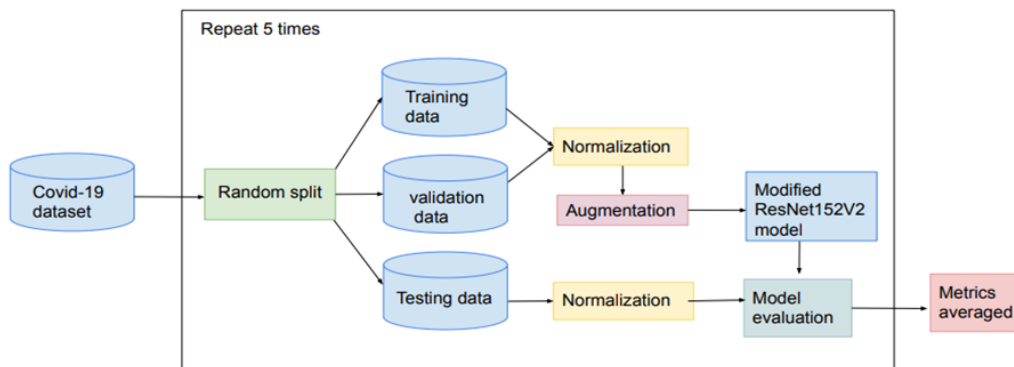 Repeat 5 times
Training
data
Normalization
Covid-19
dataset
Random split
validation
data
Augmentation
Modified
ResNet152V2
model
Testing data
Normalization
Model
evaluation
Metrics
averaged